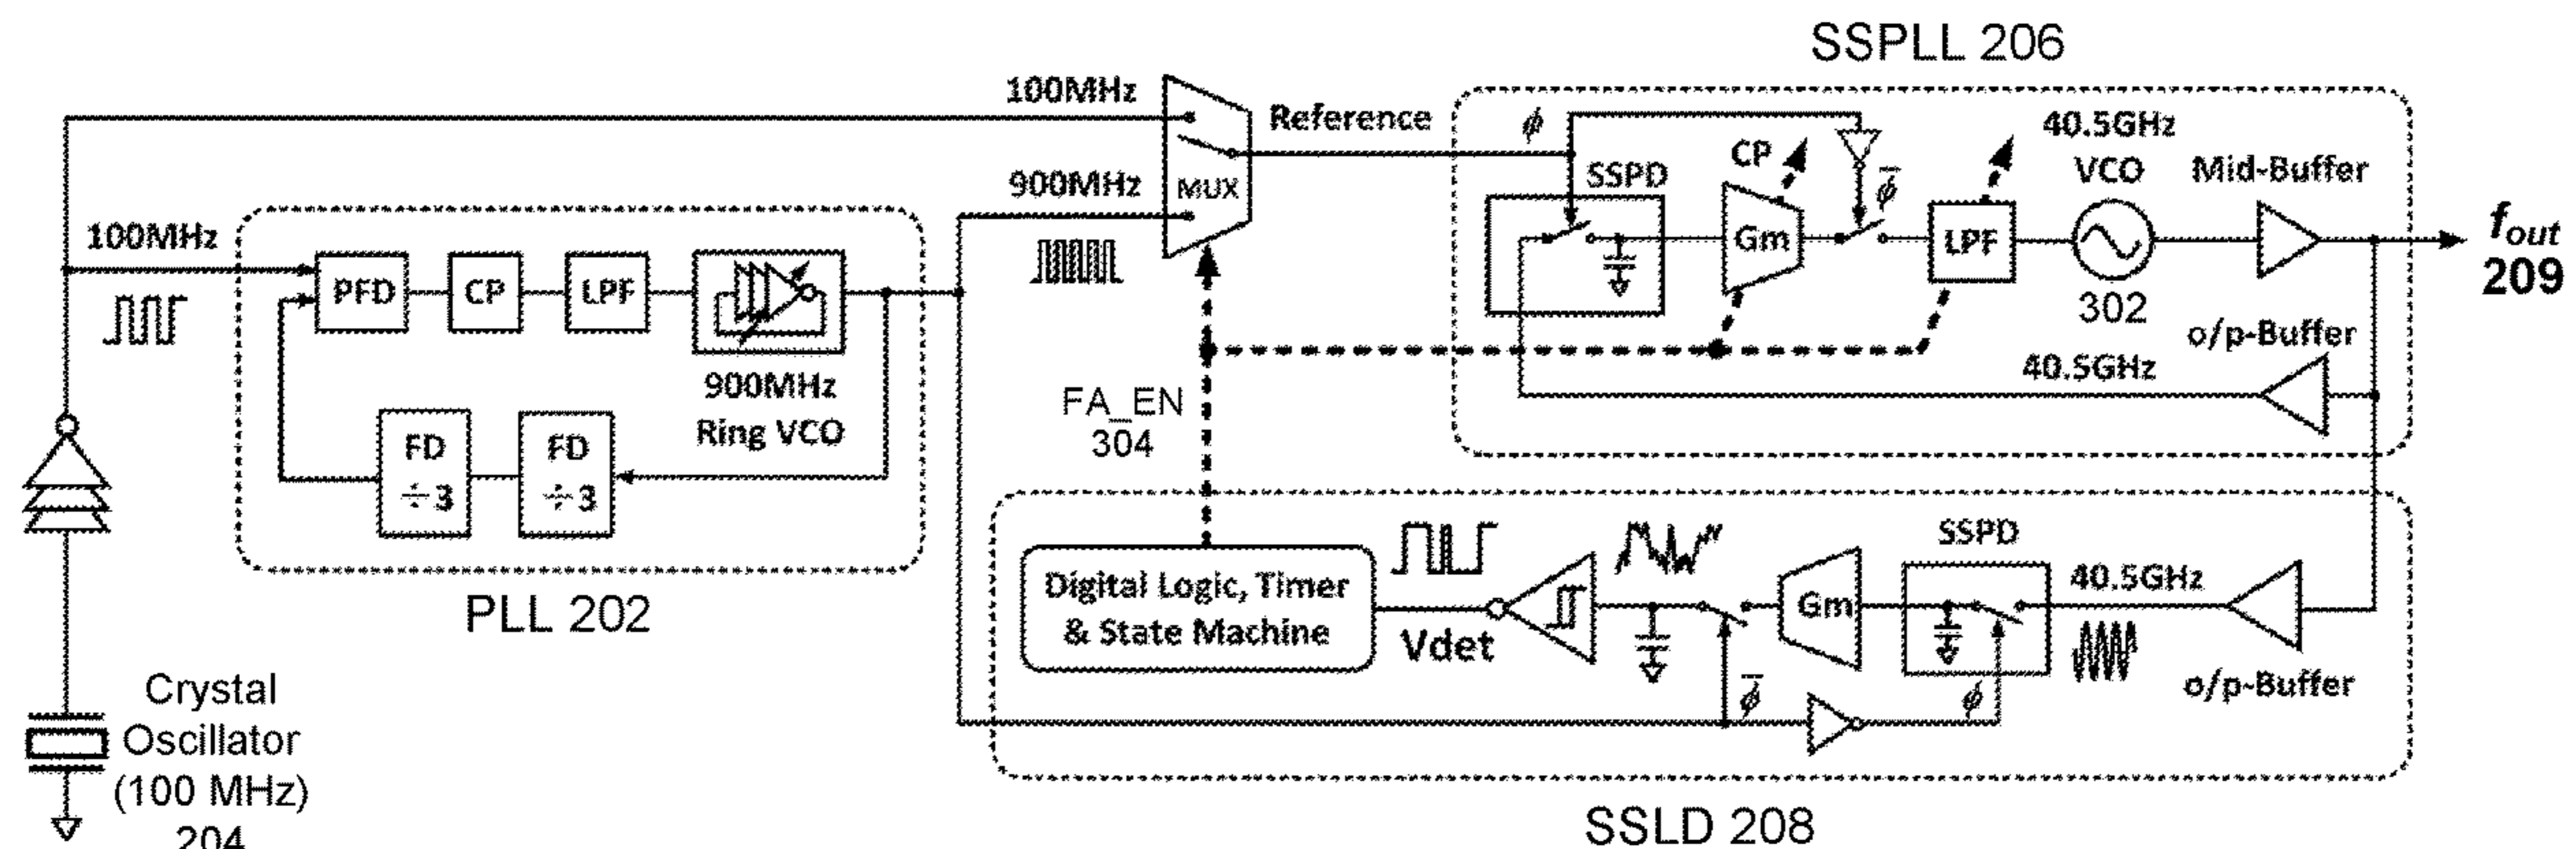 SSPLL 206
100MHz
Reference
ϕ
CP
40.5GHz
VCO
Mid-Buffer
SSPD
ϕ̅
900MHz
MUX
Gm
LPF
f_out
209
302
100MHz
PFD
CP
LPF
900MHz
Ring VCO
FD
÷3
FD
÷3
PLL 202
o/p-Buffer
40.5GHz
FA_EN
304
Digital Logic, Timer
& State Machine
Vdet
Gm
SSPD
40.5GHz
o/p-Buffer
ϕ̅
ϕ
SSLD 208
Crystal
Oscillator
(100 MHz)
204